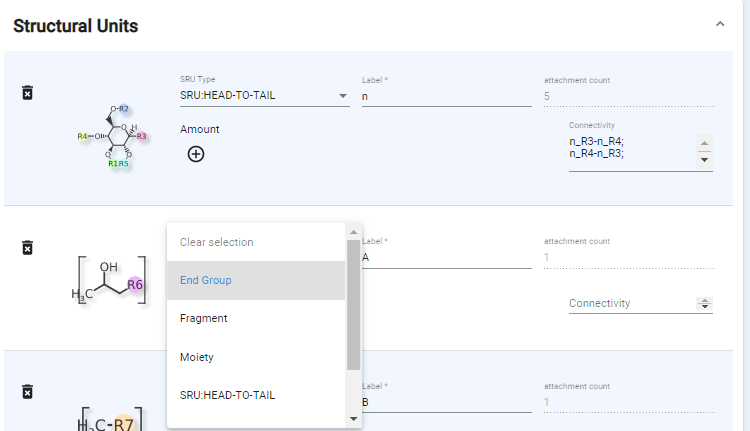 Structural Units
SRU Type
SRU:HEAD-TO-TAIL
Label *
n
attachment count
5
O-R2
O
H
R4-O
R3
O
O
R1 R5
Amount
Connectivity
n_R3-n_R4;
n_R4-n_R3;
Clear selection
End Group
Fragment
Moiety
SRU:HEAD-TO-TAIL
OH
H3C
R6
Label *
A
attachment count
1
Connectivity
H3C-R7
Label *
B
attachment count
1